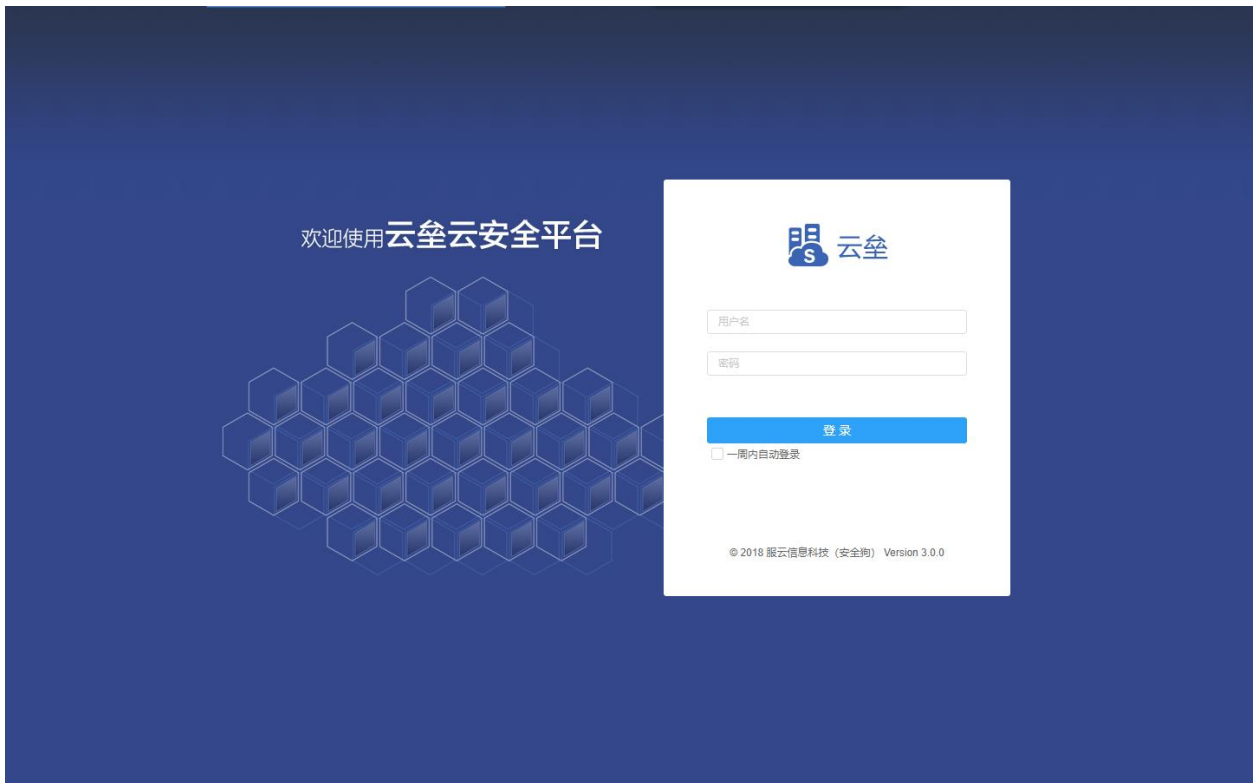 欢迎使用云垒云安全平台
S 云垒
用户名
密码
登录
一周内自动登录
© 2018 服云信息科技（安全狗） Version 3.0.0